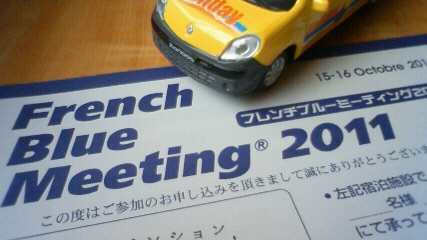 French
Blue
Meeting® 2011
15-16 Octobre 201
フレンチブルーミーティング20
この度はご参加のお申し込みを頂きまして誠にありがとうござい
・左記宿泊施設で
名様
にて承って